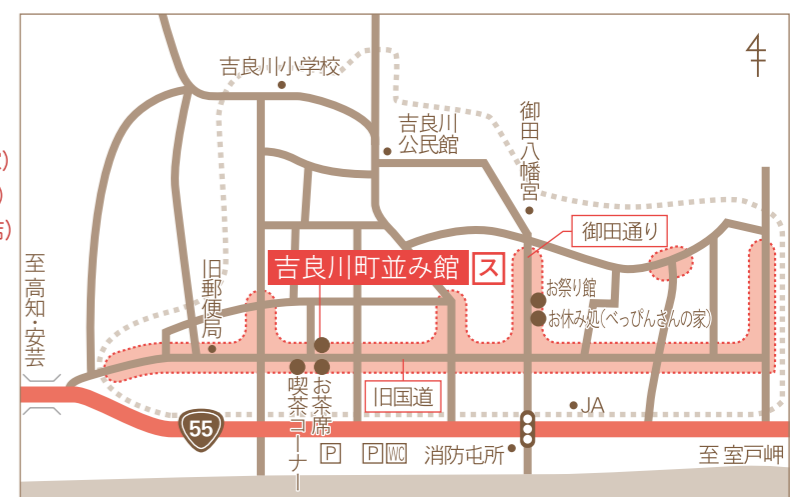 吉良川小学校
吉良川
公民館
御田八幡宮
御田通り
吉良川町並み館
ス
お祭り館
お休み処(べっぴんさんの家)
至 高知・安芸
旧郵便局
旧国道
お茶席
喫茶コーナー
JA
55
P
P
WC
消防屯所
至 室戸岬
)
)
)